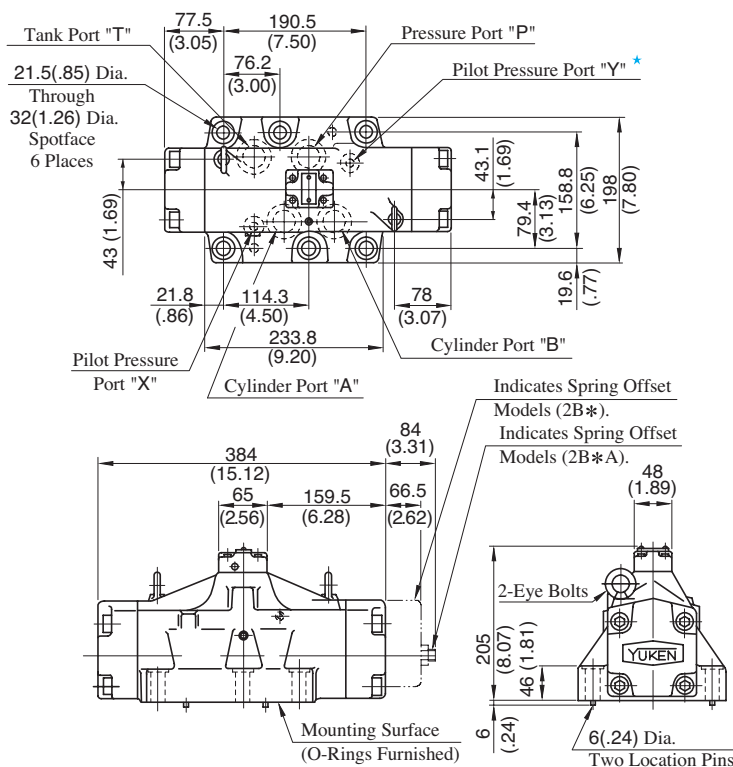 77.5
(3.05)
190.5
(7.50)
Tank Port "T"
Pressure Port "P"
76.2
(3.00)
Pilot Pressure Port "Y" ★
21.5(.85) Dia.
Through
32(1.26) Dia.
Spotface
6 Places
43.1
(1.69)
158.8
(6.25)
198
(7.80)
79.4
(3.13)
43 (1.69)
19.6
(.77)
21.8
(.86)
114.3
(4.50)
78
(3.07)
233.8
(9.20)
Pilot Pressure
Port "X"
Cylinder Port "A"
Cylinder Port "B"
Indicates Spring Offset
Models (2B*).
Indicates Spring Offset
Models (2B*A).
384
(15.12)
84
(3.31)
65
(2.56)
159.5
(6.28)
66.5
(2.62)
48
(1.89)
2-Eye Bolts
YUKEN
205
(8.07)
46 (1.81)
6
(.24)
Mounting Surface
(O-Rings Furnished)
6(.24) Dia.
Two Location Pins